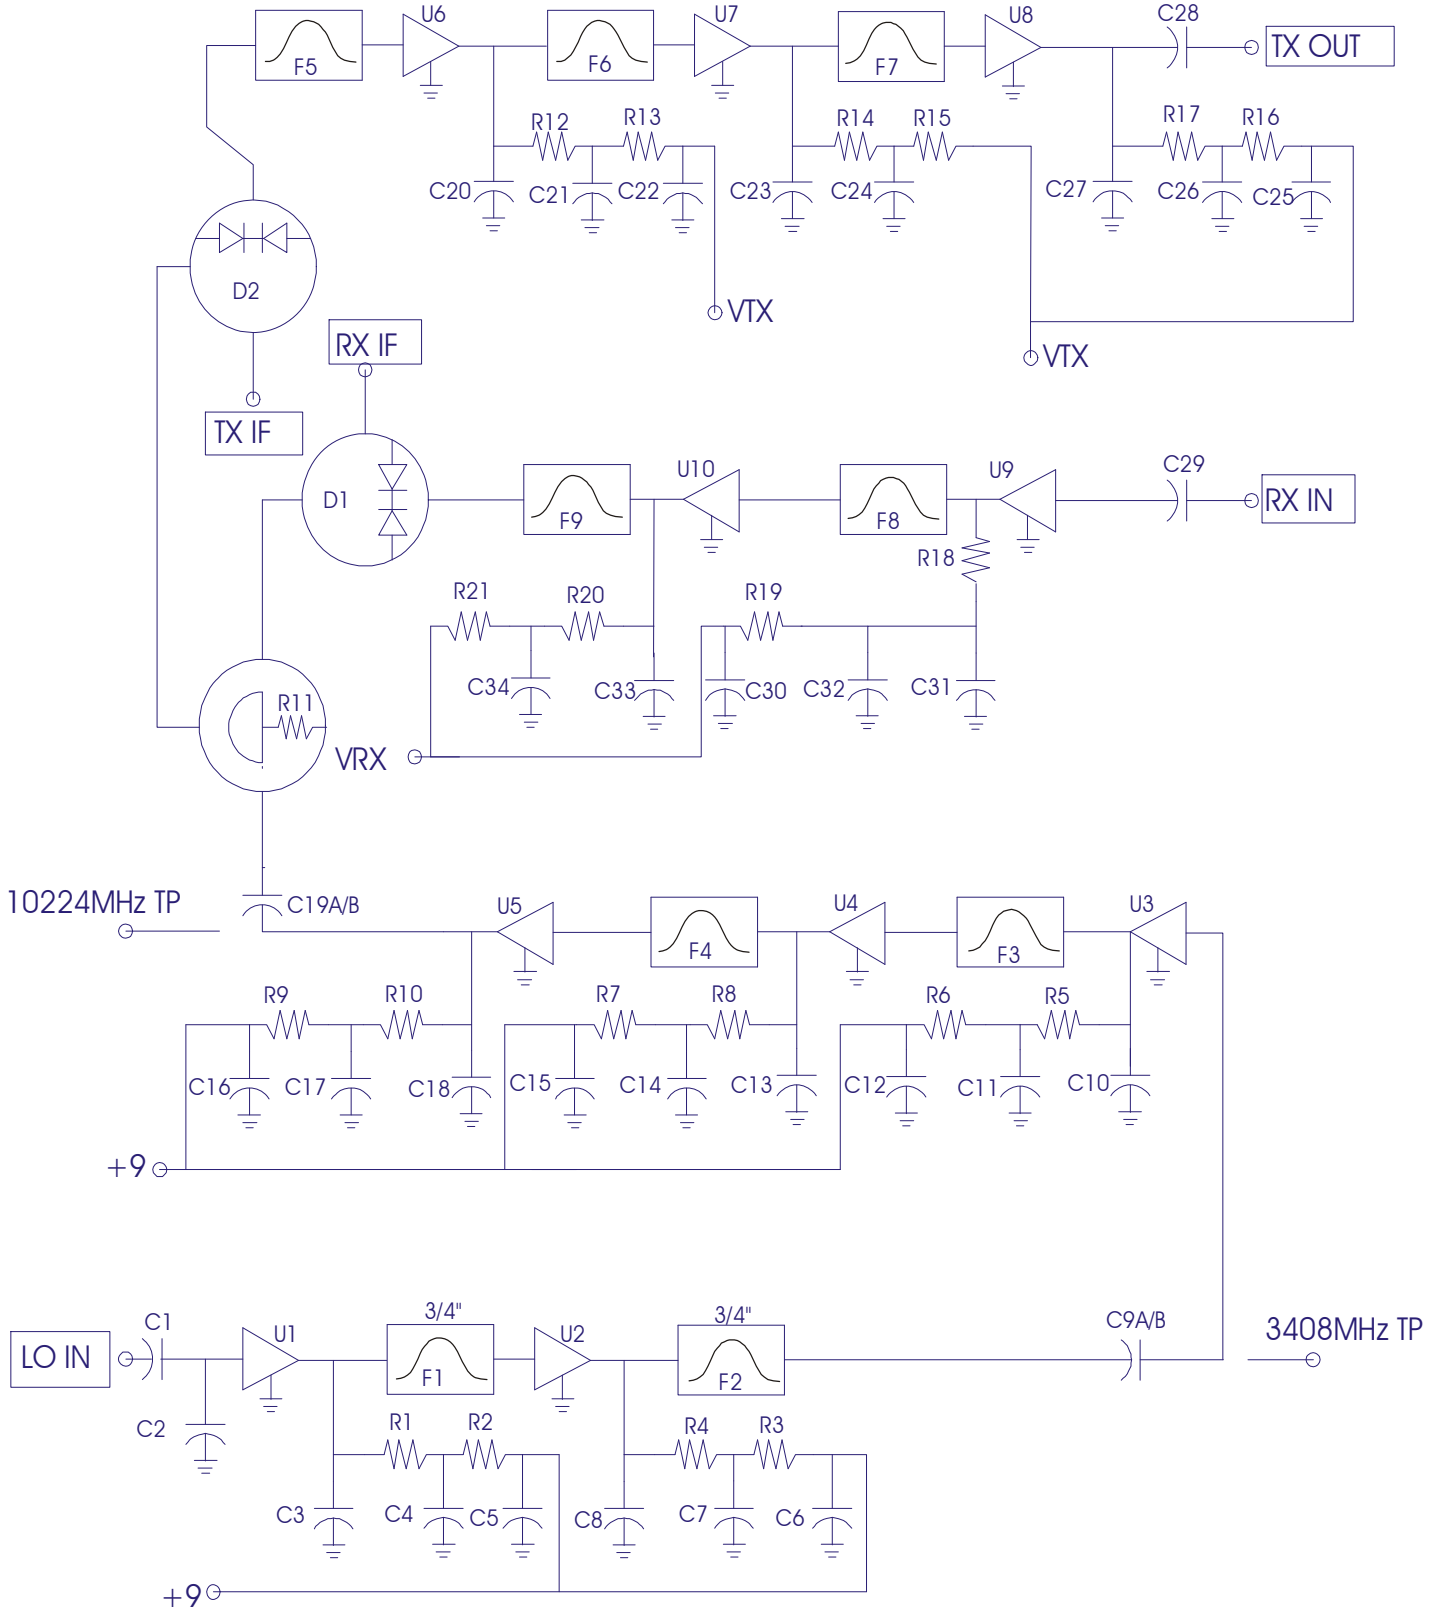 U6
U7
U8
C28
TX OUT
F5
F6
F7
R12
R13
R14
R15
R17
R16
C20
C21
C22
C23
C24
C27
C26
C25
D2
VTX
RX IF
VTX
TX IF
U10
U9
C29
D1
F9
F8
RX IN
R18
R21
R20
R19
C34
C33
C30
C32
C31
R11
VRX
10224MHz TP
C19A/B
U5
U4
U3
F4
F3
R9
R10
R7
R8
R6
R5
C16
C17
C18
C15
C14
C13
C12
C11
C10
+9
3/4"
3/4"
C1
U1
U2
C9A/B
3408MHz TP
LO IN
F1
F2
C2
R1
R2
R4
R3
C3
C4
C5
C8
C7
C6
+9